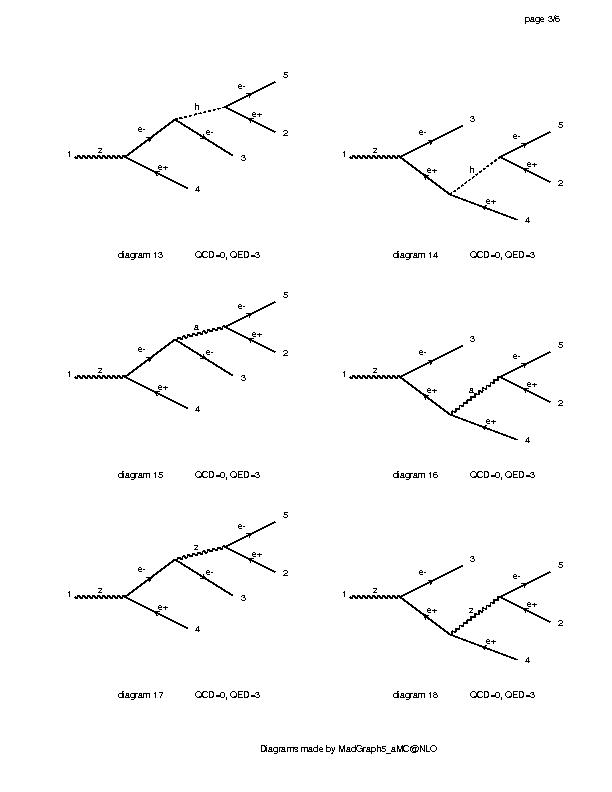 page 3/6
5
e-
h
e-
e+
2
e-
3
1
z
e+
4
diagram 13 QCD=0, QED=3
3
e-
5
e-
1
z
h
e+
e+
2
e+
4
diagram 14 QCD=0, QED=3
5
e-
a
e-
e+
2
e-
3
1
z
e+
4
diagram 15 QCD=0, QED=3
3
e-
5
e-
1
z
a
e+
e+
2
e+
4
diagram 16 QCD=0, QED=3
5
e-
z
e-
e+
2
e-
3
1
z
e+
4
diagram 17 QCD=0, QED=3
3
e-
5
e-
1
z
z
e+
e+
2
e+
4
diagram 18 QCD=0, QED=3
Diagrams made by MadGraph5_aMC@NLO